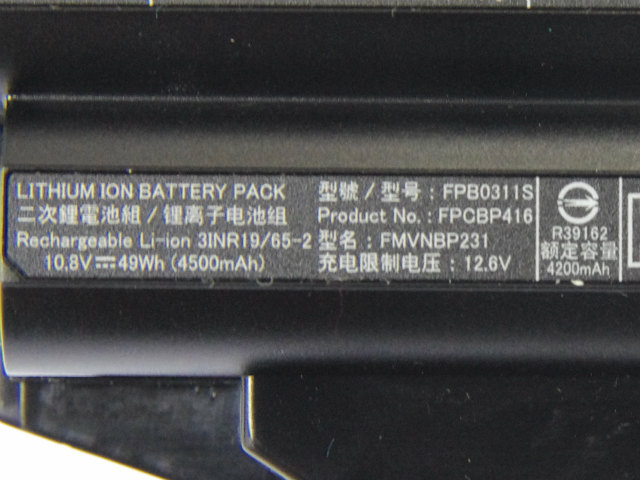 LITHIUM ION BATTERY PACK
二次鋰電池組 / 锂离子电池组
Rechargeable Li-ion 3INR19/65-2
10.8V⎓49Wh (4500mAh)
型號 / 型号 : FPB0311S
Product No. : FPCBP416
型名 : FMVNBP231
充电限制电压 : 12.6V
R39162
额定容量
4200mAh